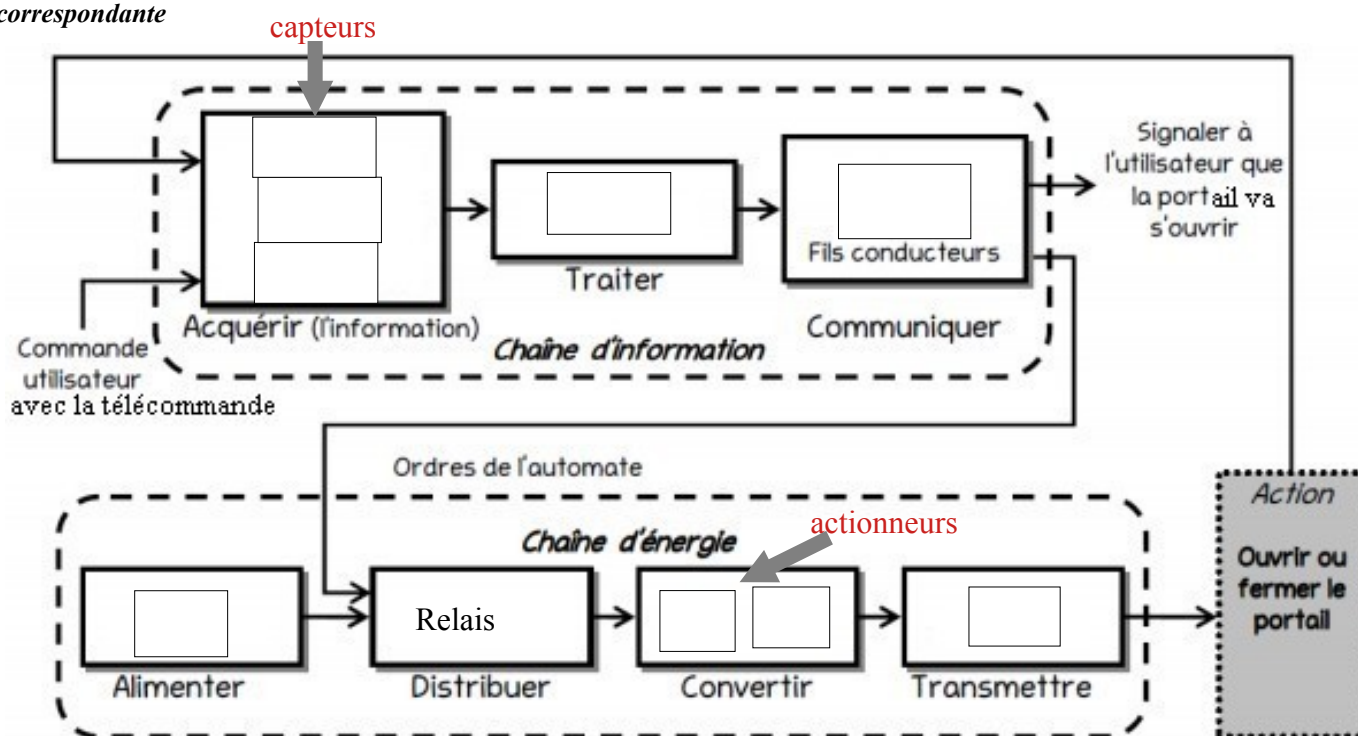 correspondante
capteurs
Signaler à
l'utilisateur que
la portail va
s'ouvrir
Fils conducteurs
Traiter
Acquérir (l'information)
Communiquer
Chaîne d'information
Commande
utilisateur
avec la télécommande
Ordres de l'automate
Action
actionneurs
Chaîne d'énergie
Ouvrir ou
fermer le
portail
Relais
Alimenter
Distribuer
Convertir
Transmettre